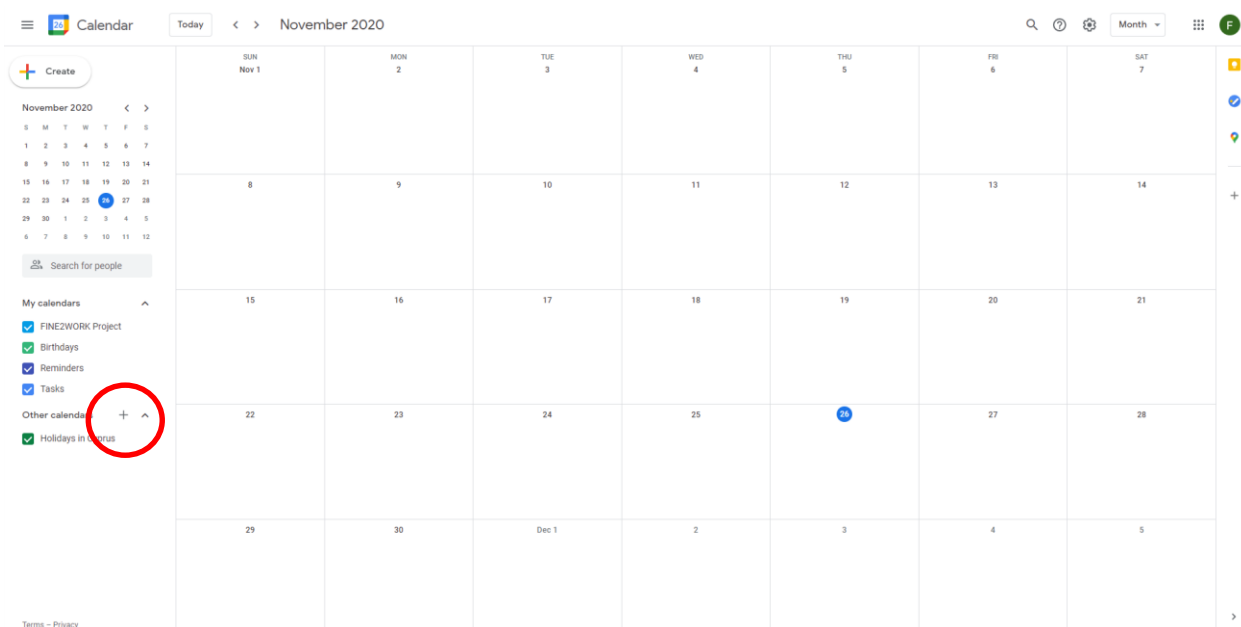 26 Calendar Today November 2020 Month F
Create
November 2020
S M T W T F S
1 2 3 4 5 6 7
8 9 10 11 12 13 14
15 16 17 18 19 20 21
22 23 24 25 26 27 28
29 30 1 2 3 4 5
6 7 8 9 10 11 12
Search for people
My calendars
FINE2WORK Project
Birthdays
Reminders
Tasks
Other calendars
Holidays in Cyprus
Terms – Privacy
SUN MON TUE WED THU FRI SAT
Nov 1 2 3 4 5 6 7
8 9 10 11 12 13 14
15 16 17 18 19 20 21
22 23 24 25 26 27 28
29 30 Dec 1 2 3 4 5